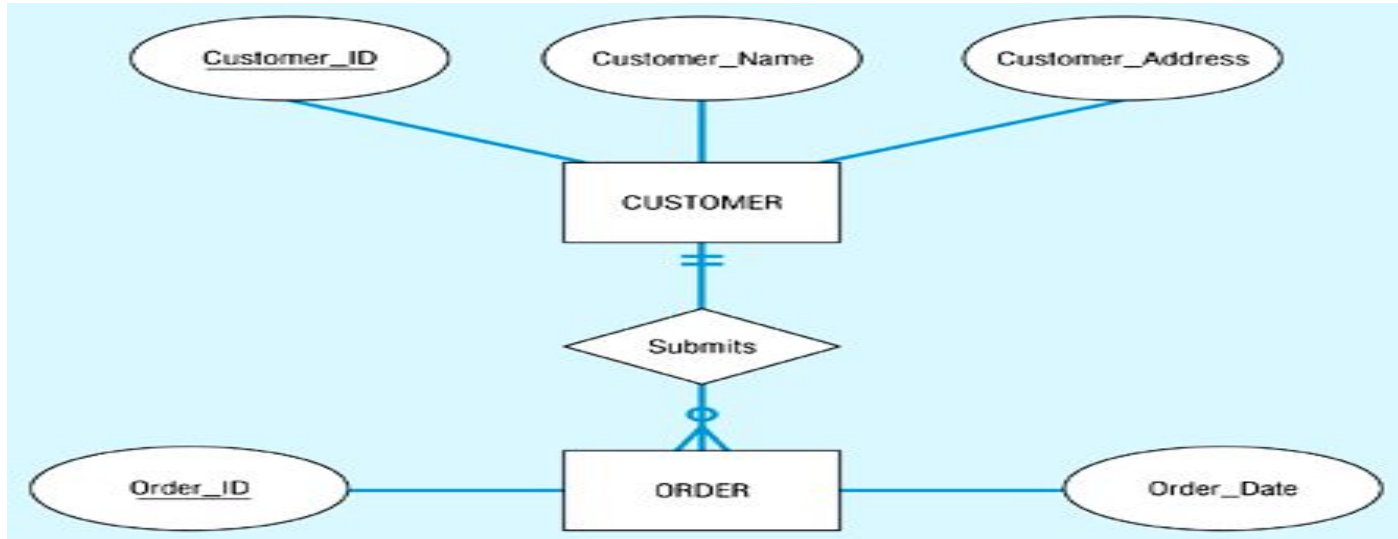 Customer_ID
Customer_Name
Customer_Address
CUSTOMER
Submits
Order_ID
ORDER
Order_Date